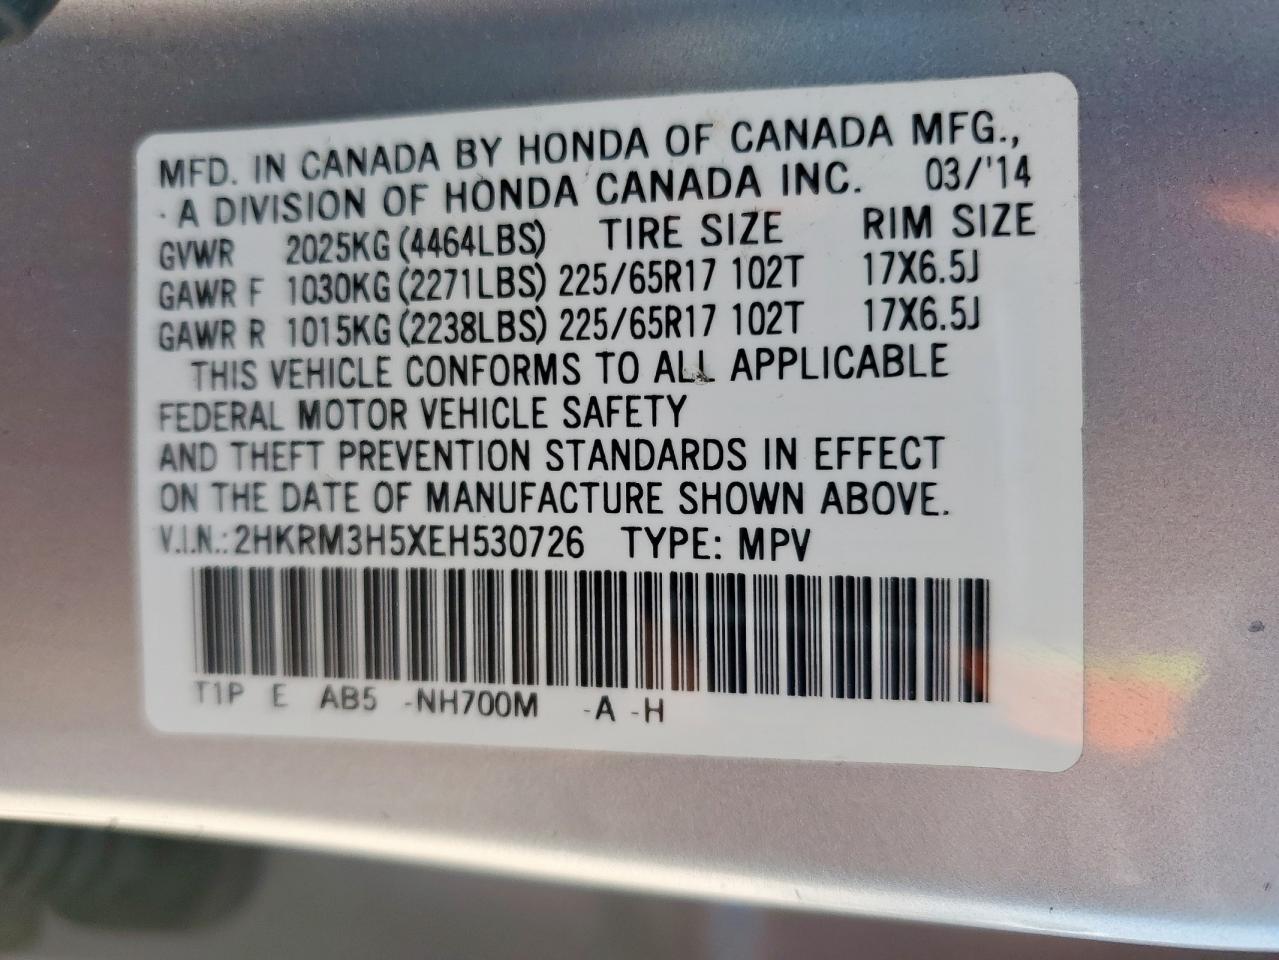 MFD. IN CANADA BY HONDA OF CANADA MFG.,
A DIVISION OF HONDA CANADA INC. 03/'14
GVWR 2025KG (4464LBS) TIRE SIZE RIM SIZE
GAWR F 1030KG (2271LBS) 225/65R17 102T 17X6.5J
GAWR R 1015KG (2238LBS) 225/65R17 102T 17X6.5J
THIS VEHICLE CONFORMS TO ALL APPLICABLE
FEDERAL MOTOR VEHICLE SAFETY
AND THEFT PREVENTION STANDARDS IN EFFECT
ON THE DATE OF MANUFACTURE SHOWN ABOVE.
V.I.N.: 2HKRM3H5XEH530726 TYPE: MPV
T1P E AB5 -NH700M -A -H